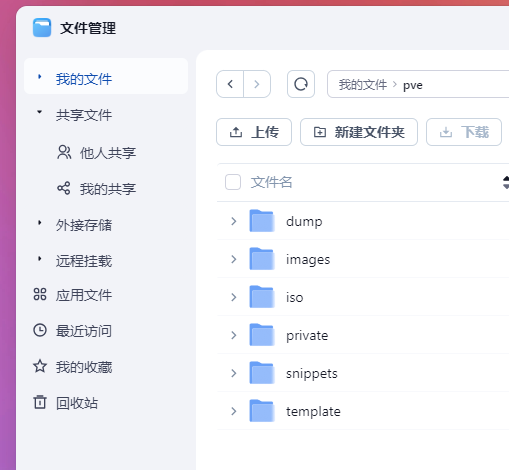 文件管理
我的文件
共享文件
他人共享
我的共享
外接存储
远程挂载
应用文件
最近访问
我的收藏
回收站
我的文件 > pve
上传 新建文件夹 下载
文件名
dump
images
iso
private
snippets
template